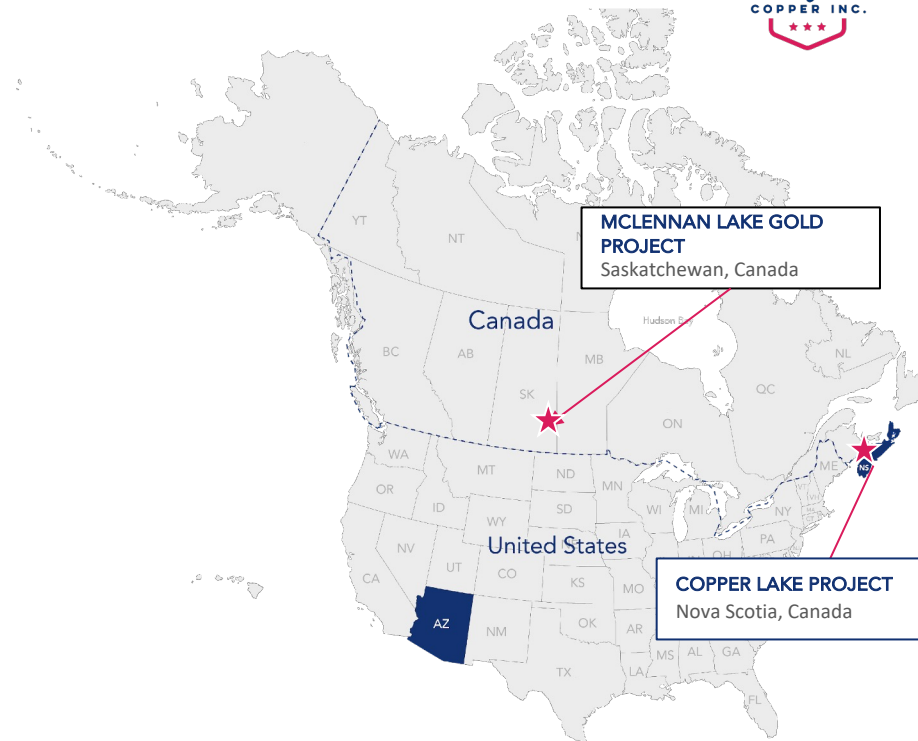 COPPER INC.
YT
NT
MCLENNAN LAKE GOLD
PROJECT
Saskatchewan, Canada
Canada
Hudson Bay
BC
AB
SK
MB
ON
QC
NL
NS
WA
OR
ID
MT
ND
SD
MN
WY
WI
MI
IA
NY
PA
ME
VT
United States
NV
UT
CO
CA
KS
MO
OH
AZ
NM
OK
AR
TX
LA
MS
AL
GA
FL
COPPER LAKE PROJECT
Nova Scotia, Canada